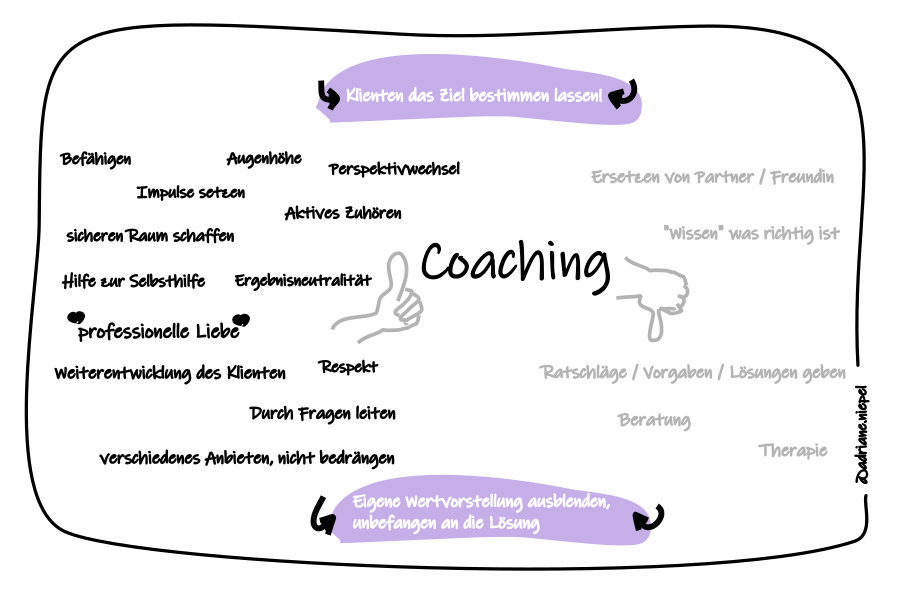 Klienten das Ziel bestimmen lassen!
Befähigen
Augenhöhe
Perspektivwechsel
Impulse setzen
Aktives Zuhören
sicheren Raum schaffen
Hilfe zur Selbsthilfe
Ergebnisneutralität
"professionelle Liebe"
Weiterentwicklung des Klienten
Respekt
Durch Fragen leiten
verschiedenes Anbieten, nicht bedrängen
Coaching
Ersetzen von Partner / Freundin
"Wissen" was richtig ist
Ratschläge / Vorgaben / Lösungen geben
Beratung
Therapie
Eigene Wertvorstellung ausblenden,
unbefangen an die Lösung
@adriane.niepel